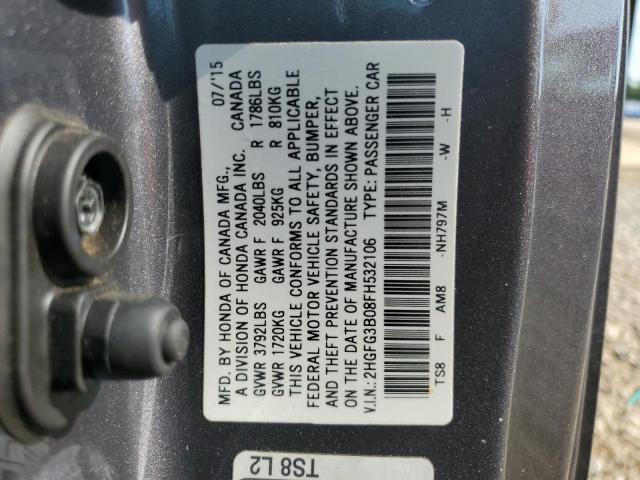 MFD. BY HONDA OF CANADA MFG., 07/'15
A DIVISION OF HONDA CANADA INC, CANADA
GVWR 3792LBS GAWR F 2040LBS R 1786LBS
GVWR 1720KG GAWR F 925KG R 810KG
THIS VEHICLE CONFORMS TO ALL APPLICABLE
FEDERAL MOTOR VEHICLE SAFETY, BUMPER,
AND THEFT PREVENTION STANDARDS IN EFFECT
ON THE DATE OF MANUFACTURE SHOWN ABOVE.
V.I.N.: 2HGFG3B08FH532106 TYPE: PASSENGER CAR
TS8 F AM8 -NH797M -W -H
TS8 L2